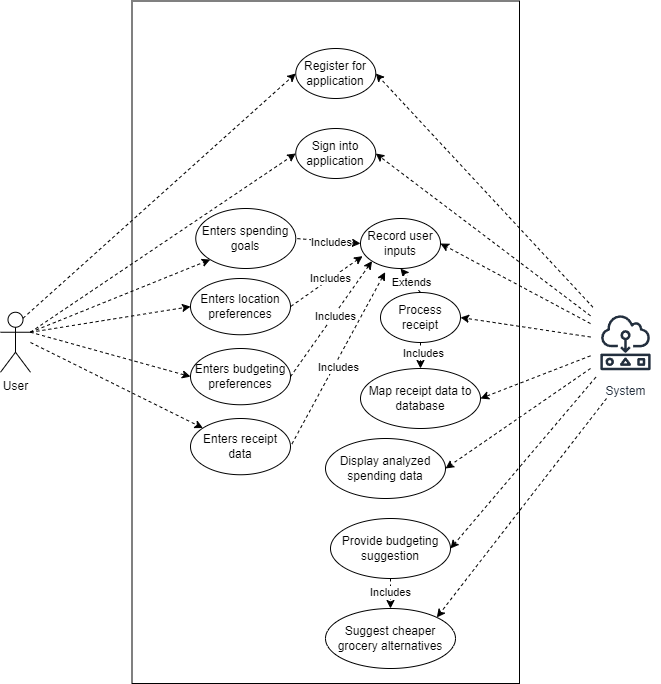 Register for
application
Sign into
application
Enters spending
goals
Includes
Record user
inputs
Includes
Extends
Enters location
preferences
Process
receipt
Includes
Includes
Enters budgeting
preferences
Includes
Map receipt data to
database
User
System
Enters receipt
data
Display analyzed
spending data
Provide budgeting
suggestion
Includes
Suggest cheaper
grocery alternatives